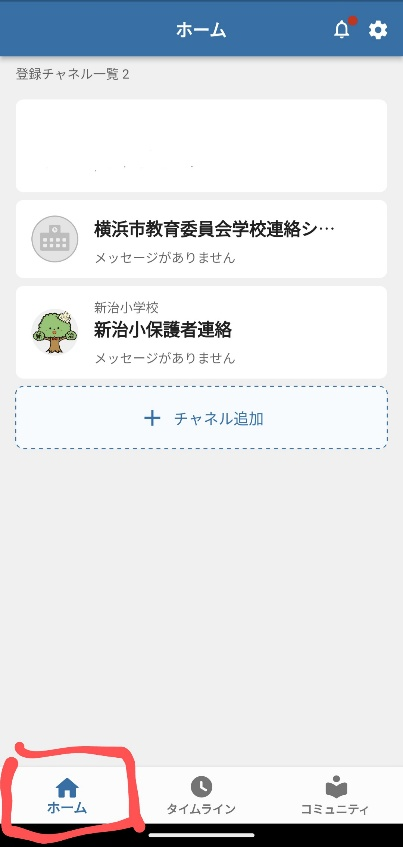 ホーム
登録チャネル一覧 2
横浜市教育委員会学校連絡シ…
メッセージがありません
新治小学校
新治小保護者連絡
メッセージがありません
＋ チャネル追加
ホーム
タイムライン
コミュニティ